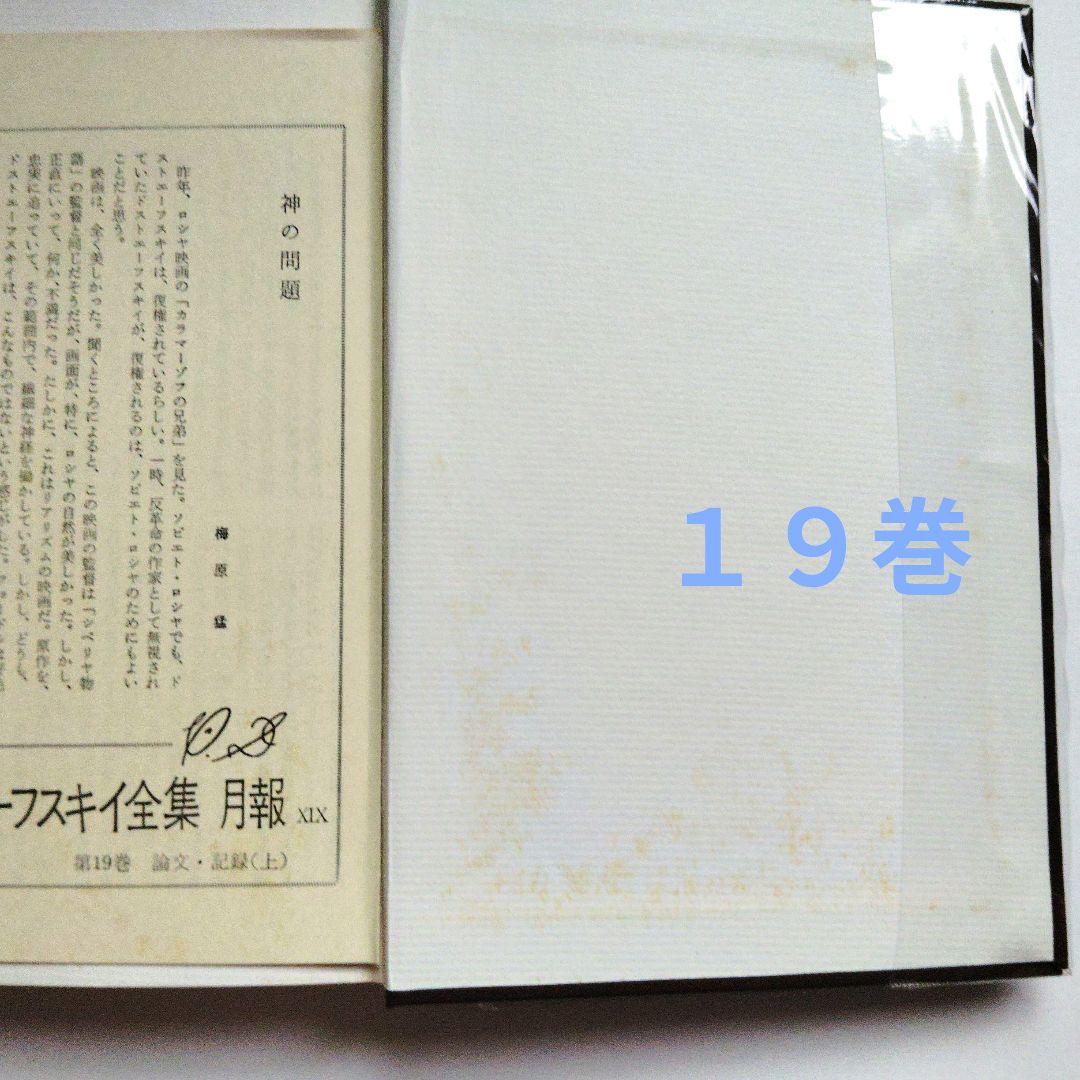 神の問題
梅原 猛
昨年、ロシヤ映画の「カラマーゾフの兄弟」を見た。ソビエト・ロシヤでも、ド
ストエーフスキイは、復権されているらしい。一時、反革命の作家として無視され
ていたドストエーフスキイが、復権されるのは、ソビエト・ロシヤのためにもよい
ことだと思う。
映画は、全く美しかった。聞くところによると、この映画の監督は「シベリヤ物
語」の監督と同じだそうだが、画面が、特に、ロシヤの自然が美しかった。しかし、
正直にいって、何か、不満だった。たしかに、これはリアリズムの映画だ。原作を、
忠実に追っていて、その範囲内で、繊細な神経を働かしている。しかし、どうも、
ドストエーフスキイは、こんなものではないという感じがした。
ーフスキイ全集 月報 XIX
第19巻 論文・記録(上)
19巻